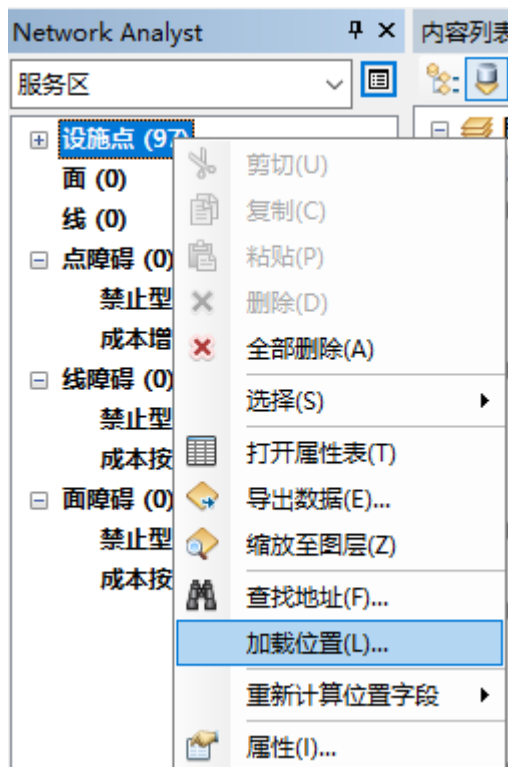 Network Analyst
内容列表
服务区
设施点 (97)
面 (0)
线 (0)
点障碍 (0)
禁止型
成本增
线障碍 (0)
禁止型
成本按
面障碍 (0)
禁止型
成本按
剪切(U)
复制(C)
粘贴(P)
删除(D)
全部删除(A)
选择(S)
打开属性表(T)
导出数据(E)...
缩放至图层(Z)
查找地址(F)...
加载位置(L)...
重新计算位置字段
属性(I)...